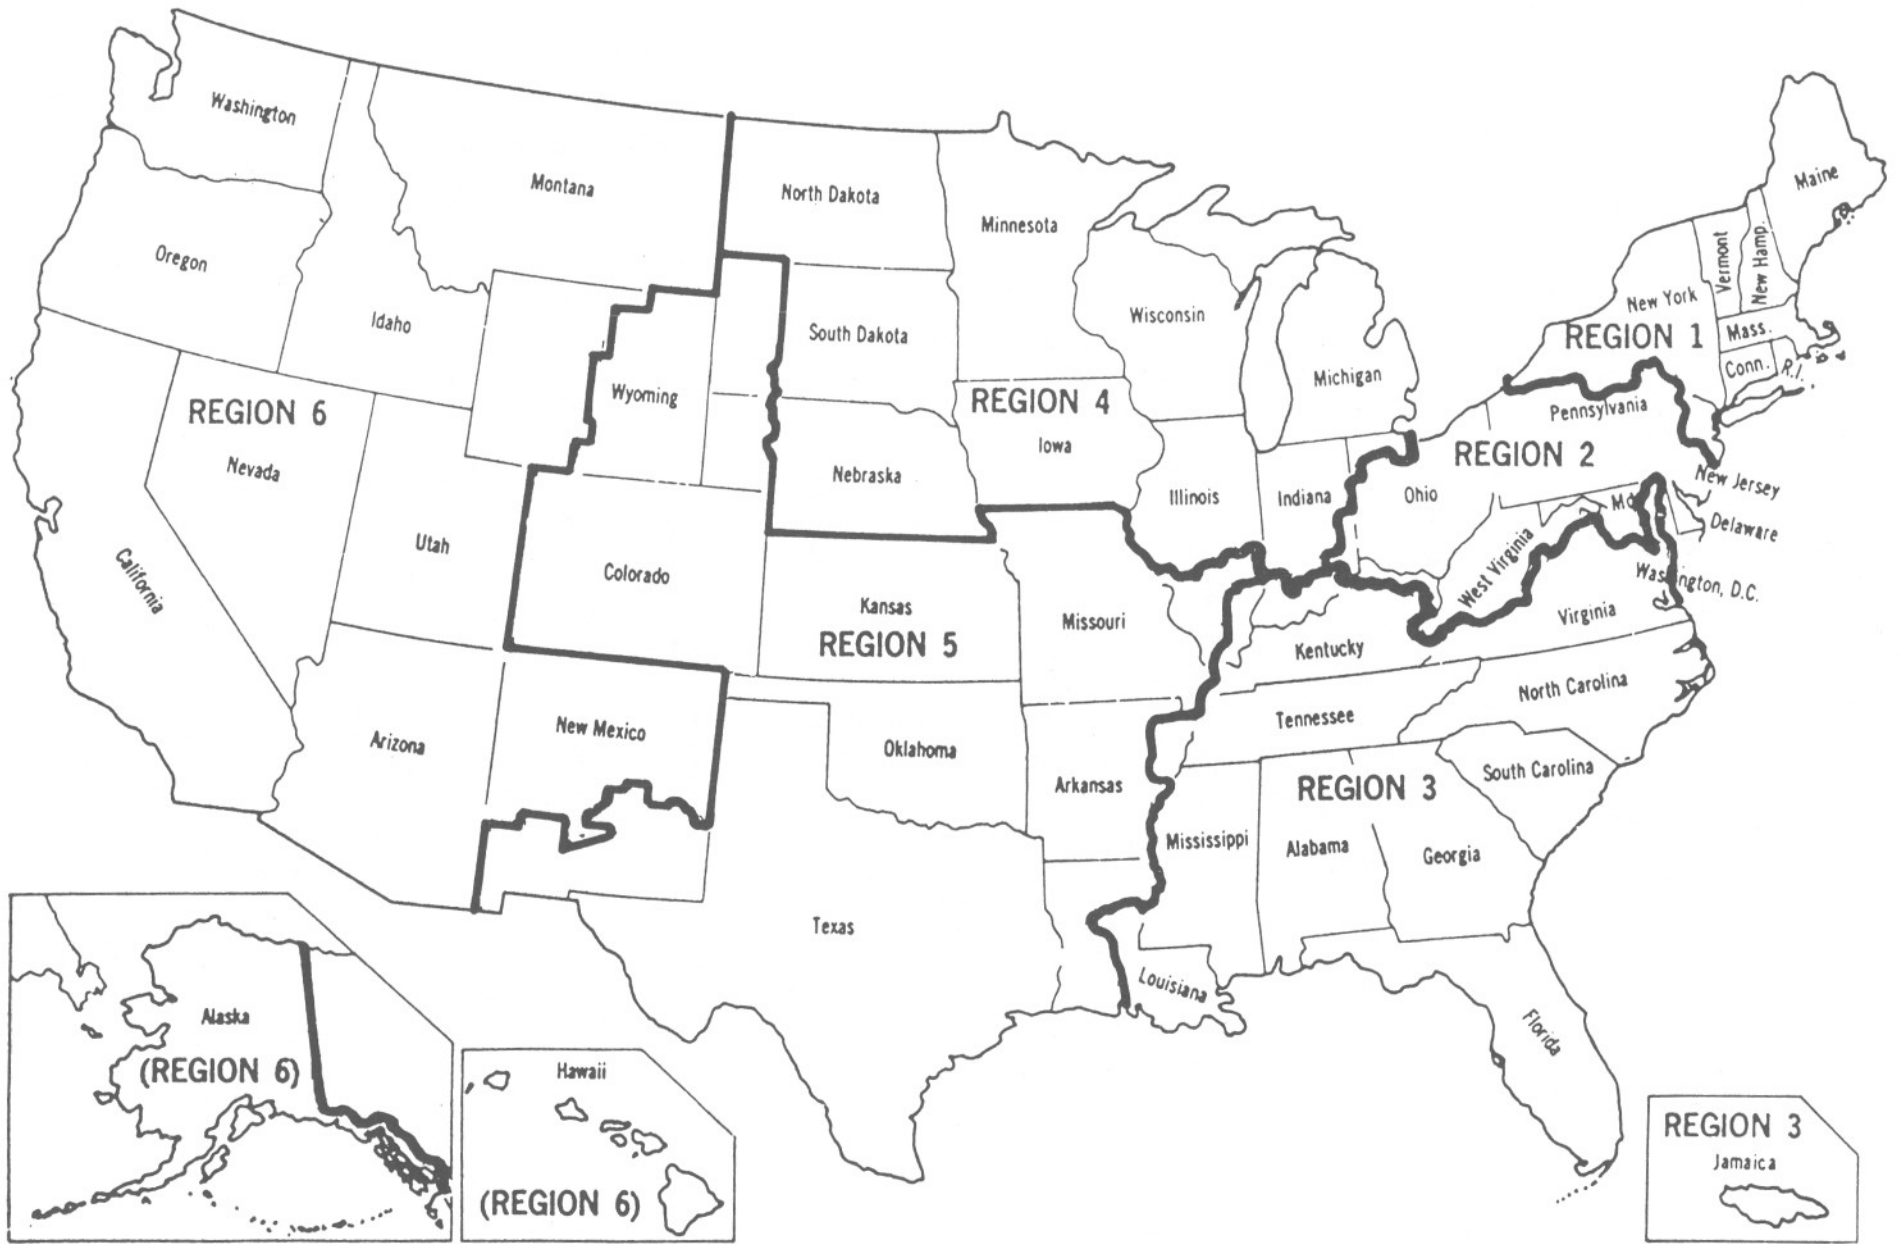 Washington
Montana
North Dakota
Minnesota
Maine
Oregon
Idaho
Vermont
New Hamp.
New York
REGION 1
Mass.
Conn.
R.I.
Wisconsin
South Dakota
Michigan
Wyoming
REGION 6
Nevada
REGION 4
Iowa
Pennsylvania
REGION 2
Nebraska
Illinois
Indiana
Ohio
New Jersey
Md
Delaware
Utah
California
Colorado
Kansas
REGION 5
Missouri
West Virginia
Washington, D.C.
Virginia
Kentucky
North Carolina
Arizona
New Mexico
Oklahoma
Tennessee
Arkansas
REGION 3
South Carolina
Mississippi
Alabama
Georgia
Texas
Louisiana
Florida
Alaska
(REGION 6)
Hawaii
(REGION 6)
REGION 3
Jamaica